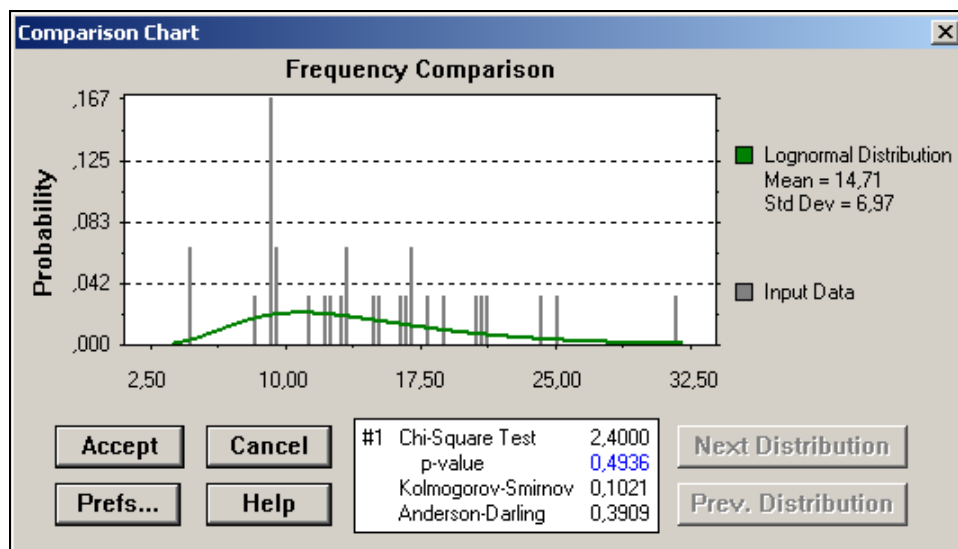 Comparison Chart
Frequency Comparison
Probability
,167
,125
,083
,042
,000
2,50 10,00 17,50 25,00 32,50
Lognormal Distribution
Mean = 14,71
Std Dev = 6,97
Input Data
Accept
Cancel
Prefs...
Help
#1 Chi-Square Test 2,4000
p-value 0,4936
Kolmogorov-Smirnov 0,1021
Anderson-Darling 0,3909
Next Distribution
Prev. Distribution